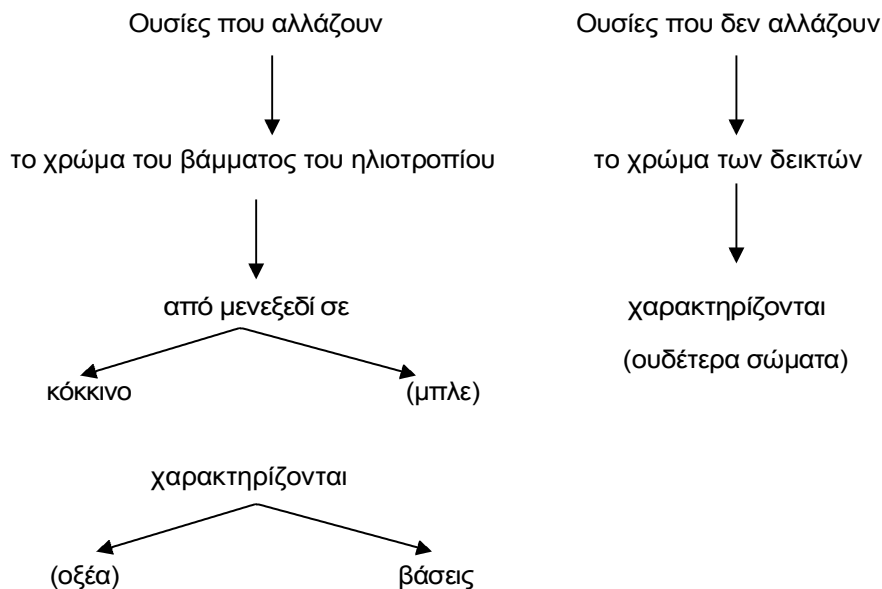 Ουσίες που αλλάζουν
το χρώμα του βάμματος του ηλιοτροπίου
από μενεξεδί σε
κόκκινο (μπλε)
χαρακτηρίζονται
(οξέα) βάσεις
Ουσίες που δεν αλλάζουν
το χρώμα των δεικτών
χαρακτηρίζονται
(ουδέτερα σώματα)